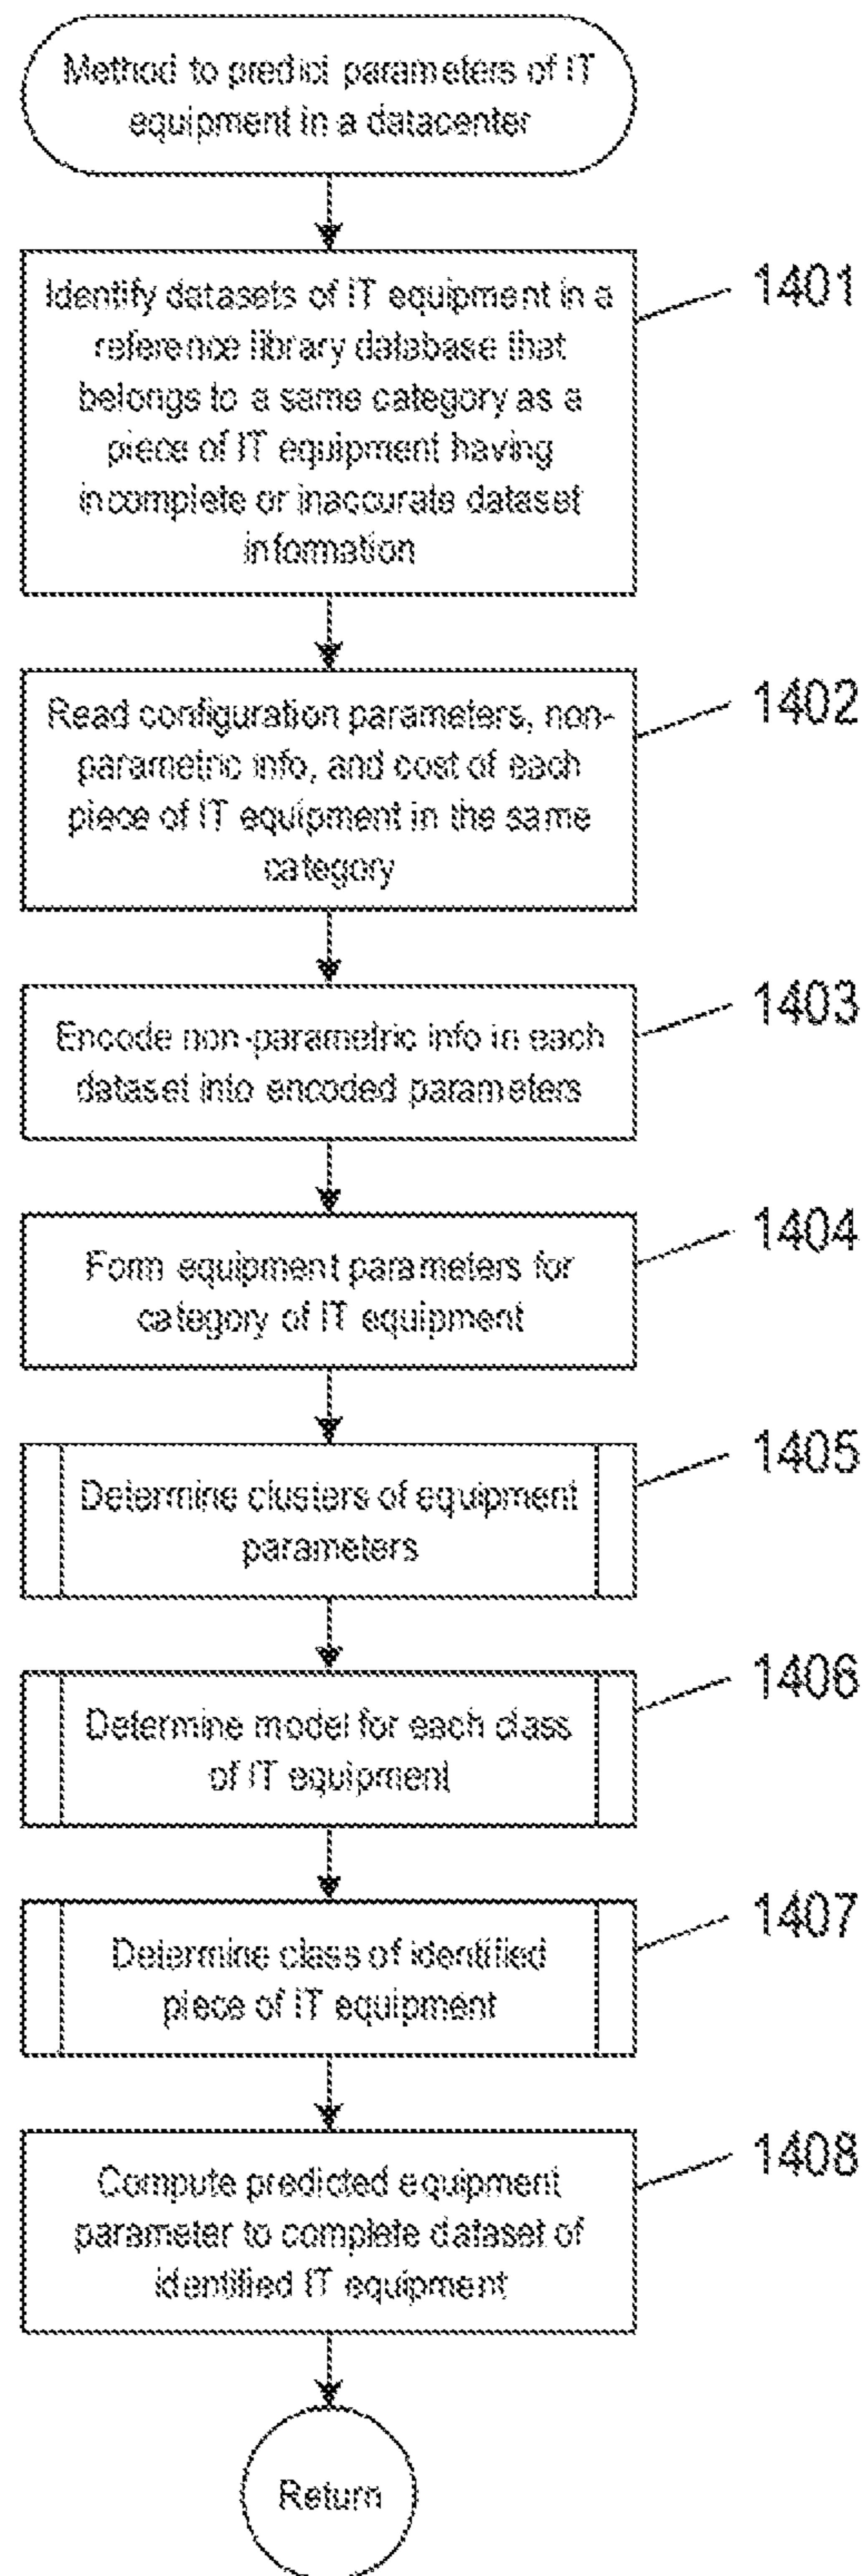 Method to predict parameters of IT
equipment in a datacenter
Identify datasets of IT equipment in a
reference library database that
belongs to a same category as a
piece of IT equipment having
incomplete or inaccurate dataset
information
1401
Read configuration parameters, non-
parametric info, and cost of each
piece of IT equipment in the same
category
1402
Encode non-parametric info in each
dataset into encoded parameters
1403
Form equipment parameters for
category of IT equipment
1404
Determine clusters of equipment
parameters
1405
Determine model for each class
of IT equipment
1406
Determine class of identified
piece of IT equipment
1407
Compute predicted equipment
parameter to complete dataset of
identified IT equipment
1408
Return